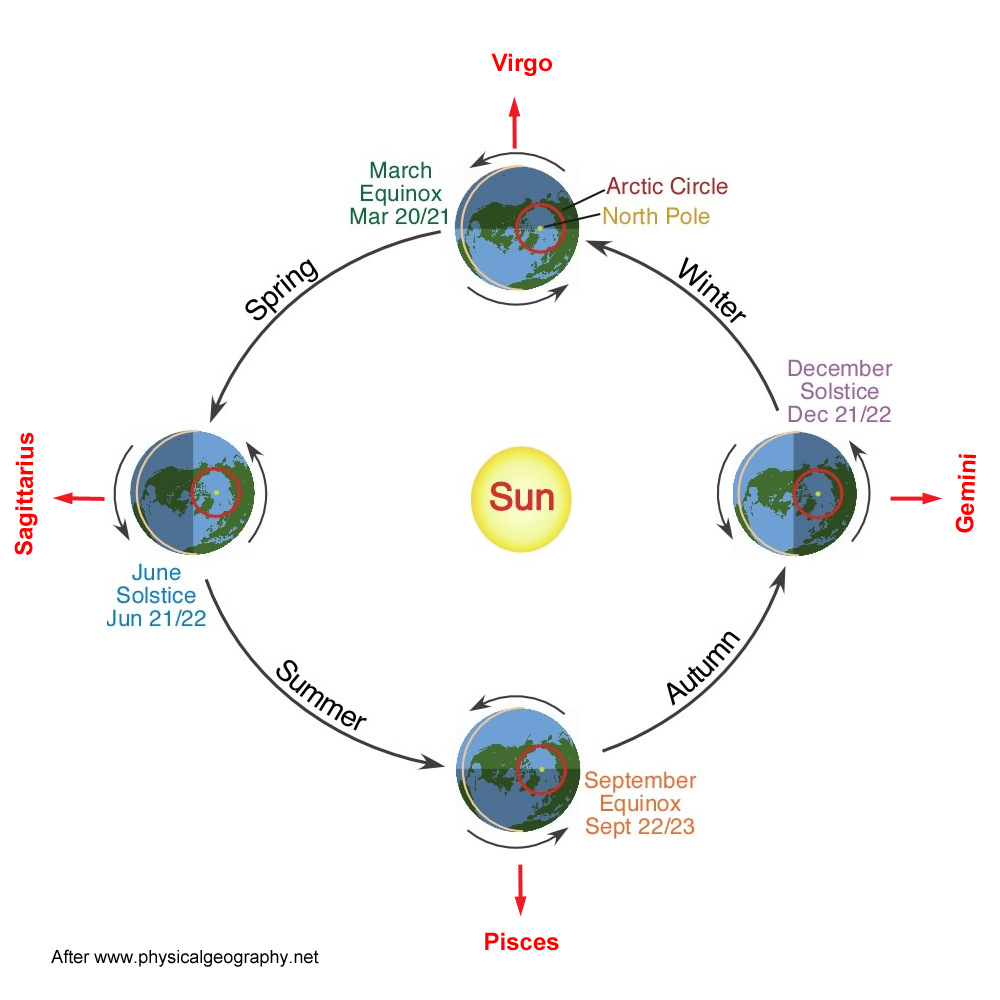 Virgo
March
Equinox
Mar 20/21
Arctic Circle
North Pole
Spring
Winter
December
Solstice
Dec 21/22
Sagittarius
Sun
Gemini
June
Solstice
Jun 21/22
Summer
Autumn
September
Equinox
Sept 22/23
Pisces
After www.physicalgeography.net